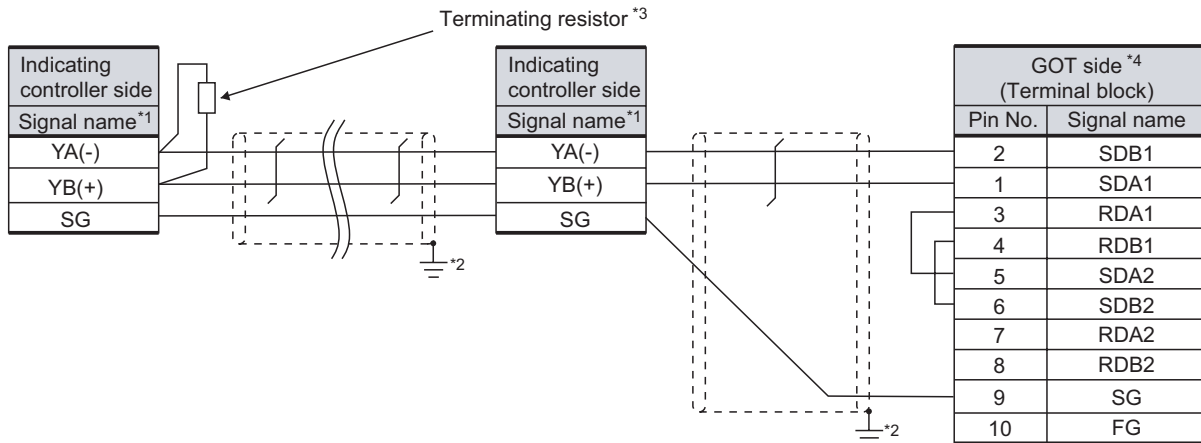 Terminating resistor *3
Indicating
controller side
Signal name*1
YA(-)
YB(+)
SG
*2
Indicating
controller side
Signal name*1
YA(-)
YB(+)
SG
*2
GOT side *4
(Terminal block)
Pin No. Signal name
2 SDB1
1 SDA1
3 RDA1
4 RDB1
5 SDA2
6 SDB2
7 RDA2
8 RDB2
9 SG
10 FG